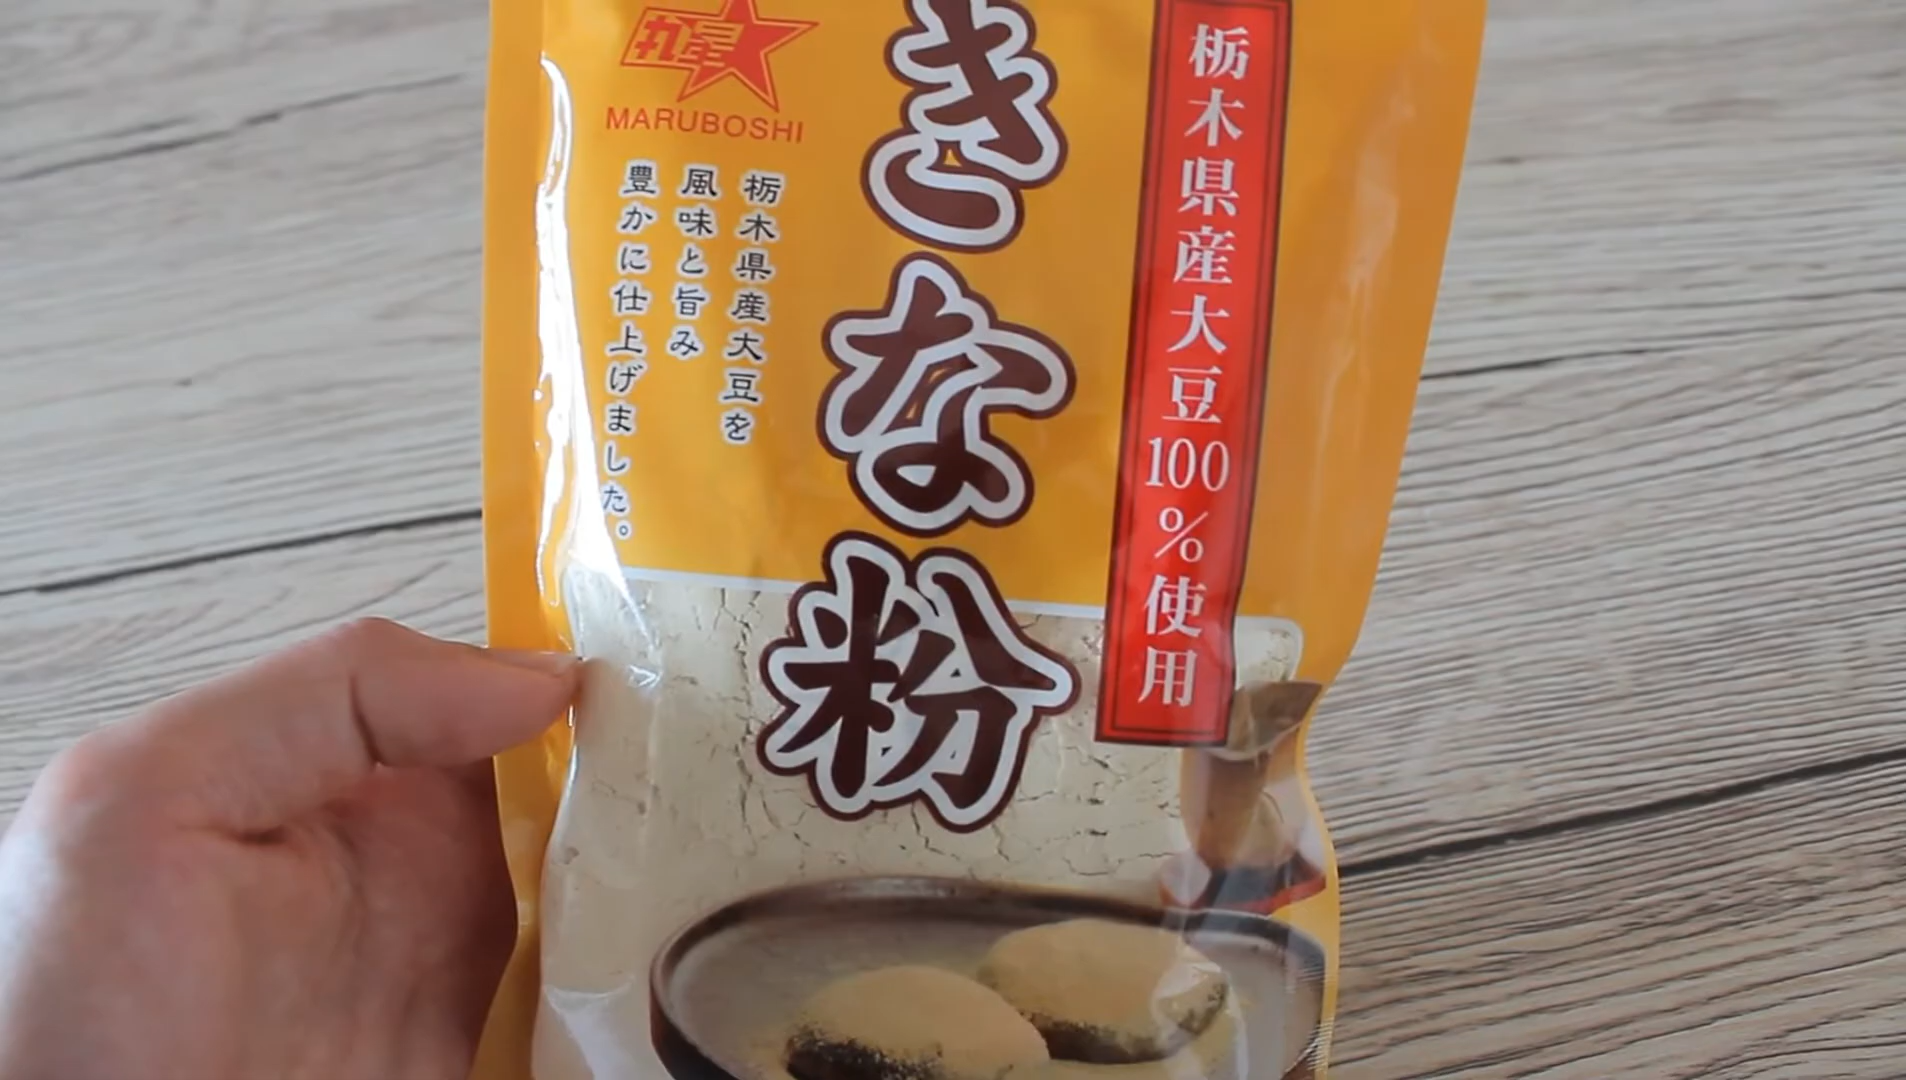 丸星
MARUBOSHI
きな粉
栃木県産大豆100%使用
栃木県産大豆を
風味と旨み
豊かに仕上げました。